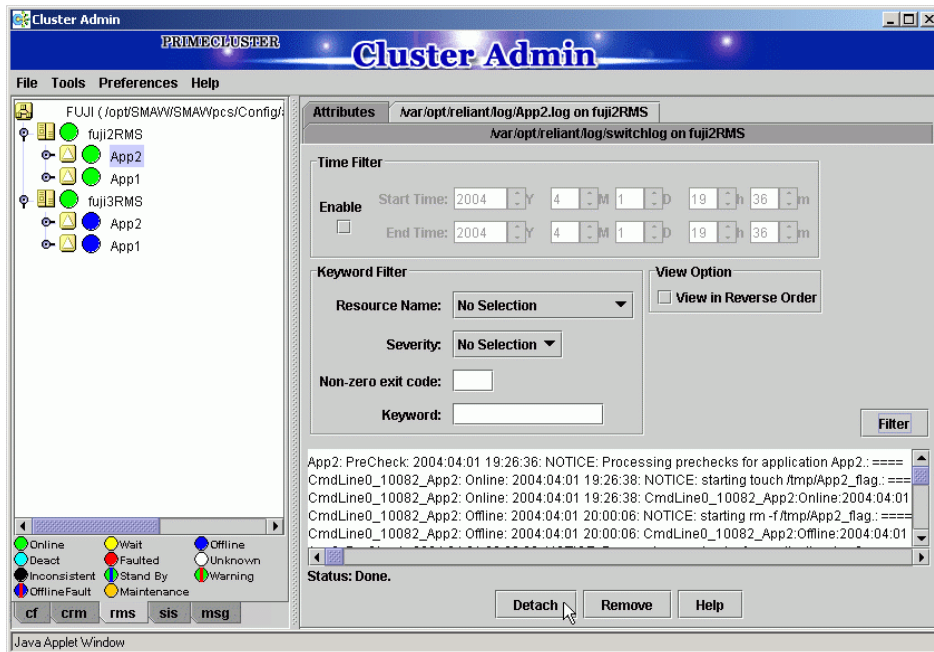 Cluster Admin
PRIMECLUSTER
Cluster Admin
File Tools Preferences Help
FUJI ( /opt/SMAW/SMAWpcs/Config/
fuji2RMS
App2
App1
fuji3RMS
App2
App1
Online Wait Offline
Deact Faulted Unknown
Inconsistent Stand By Warning
OfflineFault Maintenance
cf crm rms sis msg
Attributes /var/opt/reliant/log/App2.log on fuji2RMS
/var/opt/reliant/log/switchlog on fuji2RMS
Time Filter
Enable
Start Time: 2004 Y 4 M 1 D 19 h 36 m
End Time: 2004 Y 4 M 1 D 19 h 36 m
Keyword Filter
Resource Name: No Selection
Severity: No Selection
Non-zero exit code:
Keyword:
View Option
View in Reverse Order
Filter
App2: PreCheck: 2004:04:01 19:26:36: NOTICE: Processing prechecks for application App2.: ====
CmdLine0_10082_App2: Online: 2004:04:01 19:26:38: NOTICE: starting touch /tmp/App2_flag.: ===
CmdLine0_10082_App2: Online: 2004:04:01 19:26:38: CmdLine0_10082_App2:Online:2004:04:01
CmdLine0_10082_App2: Offline: 2004:04:01 20:00:06: NOTICE: starting rm -f /tmp/App2_flag.: ====
CmdLine0_10082_App2: Offline: 2004:04:01 20:00:06: CmdLine0_10082_App2:Offline:2004:04:01
Status: Done.
Detach Remove Help
Java Applet Window